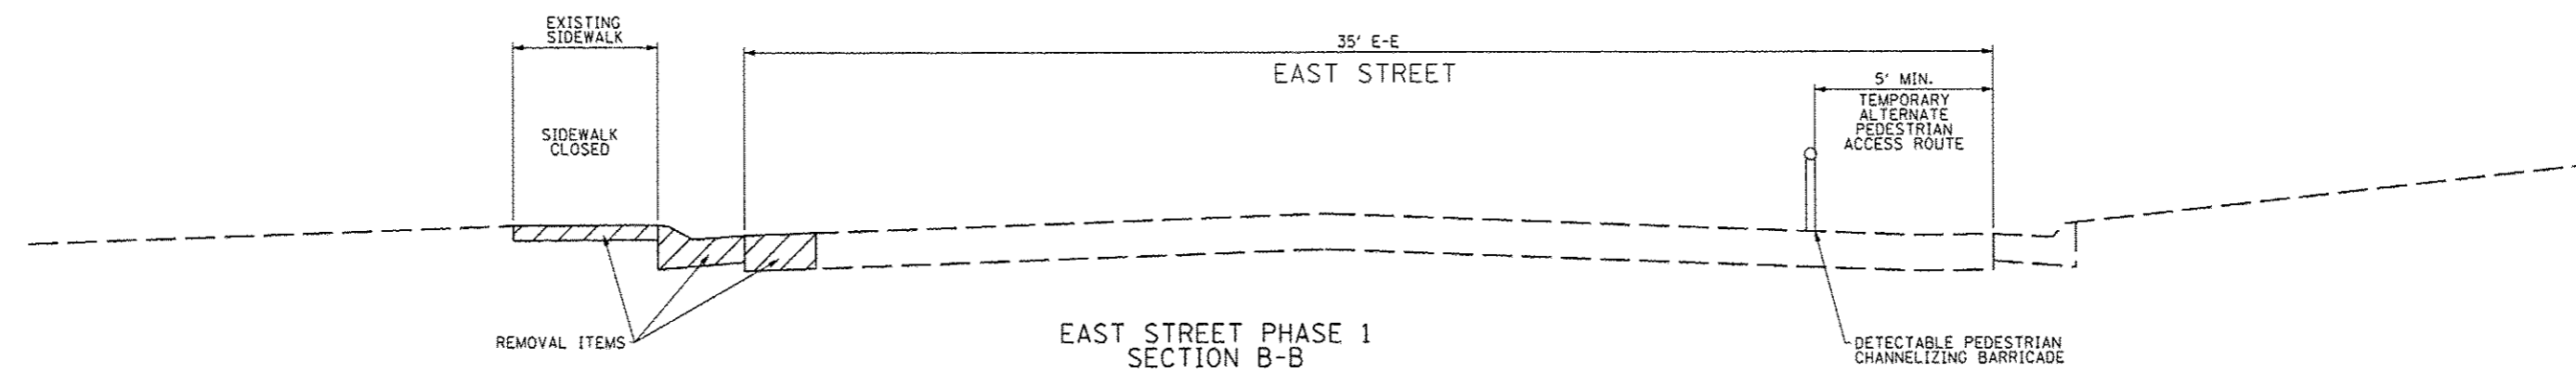 EXISTING
SIDEWALK
35' E-E
EAST STREET
5' MIN.
TEMPORARY
ALTERNATE
PEDESTRIAN
ACCESS ROUTE
SIDEWALK
CLOSED
REMOVAL ITEMS
EAST STREET PHASE 1
SECTION B-B
DETECTABLE PEDESTRIAN
CHANNELIZING BARRICADE